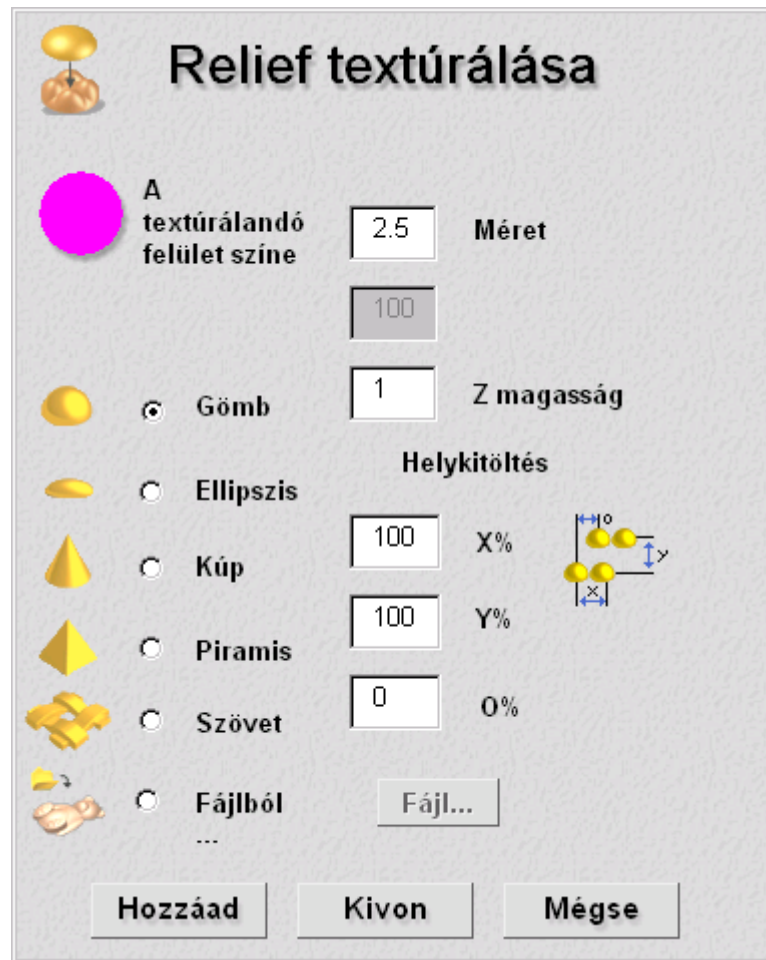 Relief textúrálása
A
textúrálandó
felület színe
2.5 Méret
100
1 Z magasság
Gömb
Helykitöltés
Ellipszis
100 X%
o
y
x
Kúp
100 Y%
Piramis
0 O%
Szövet
Fájlból
...
Fájl...
Hozzáad Kivon Mégse